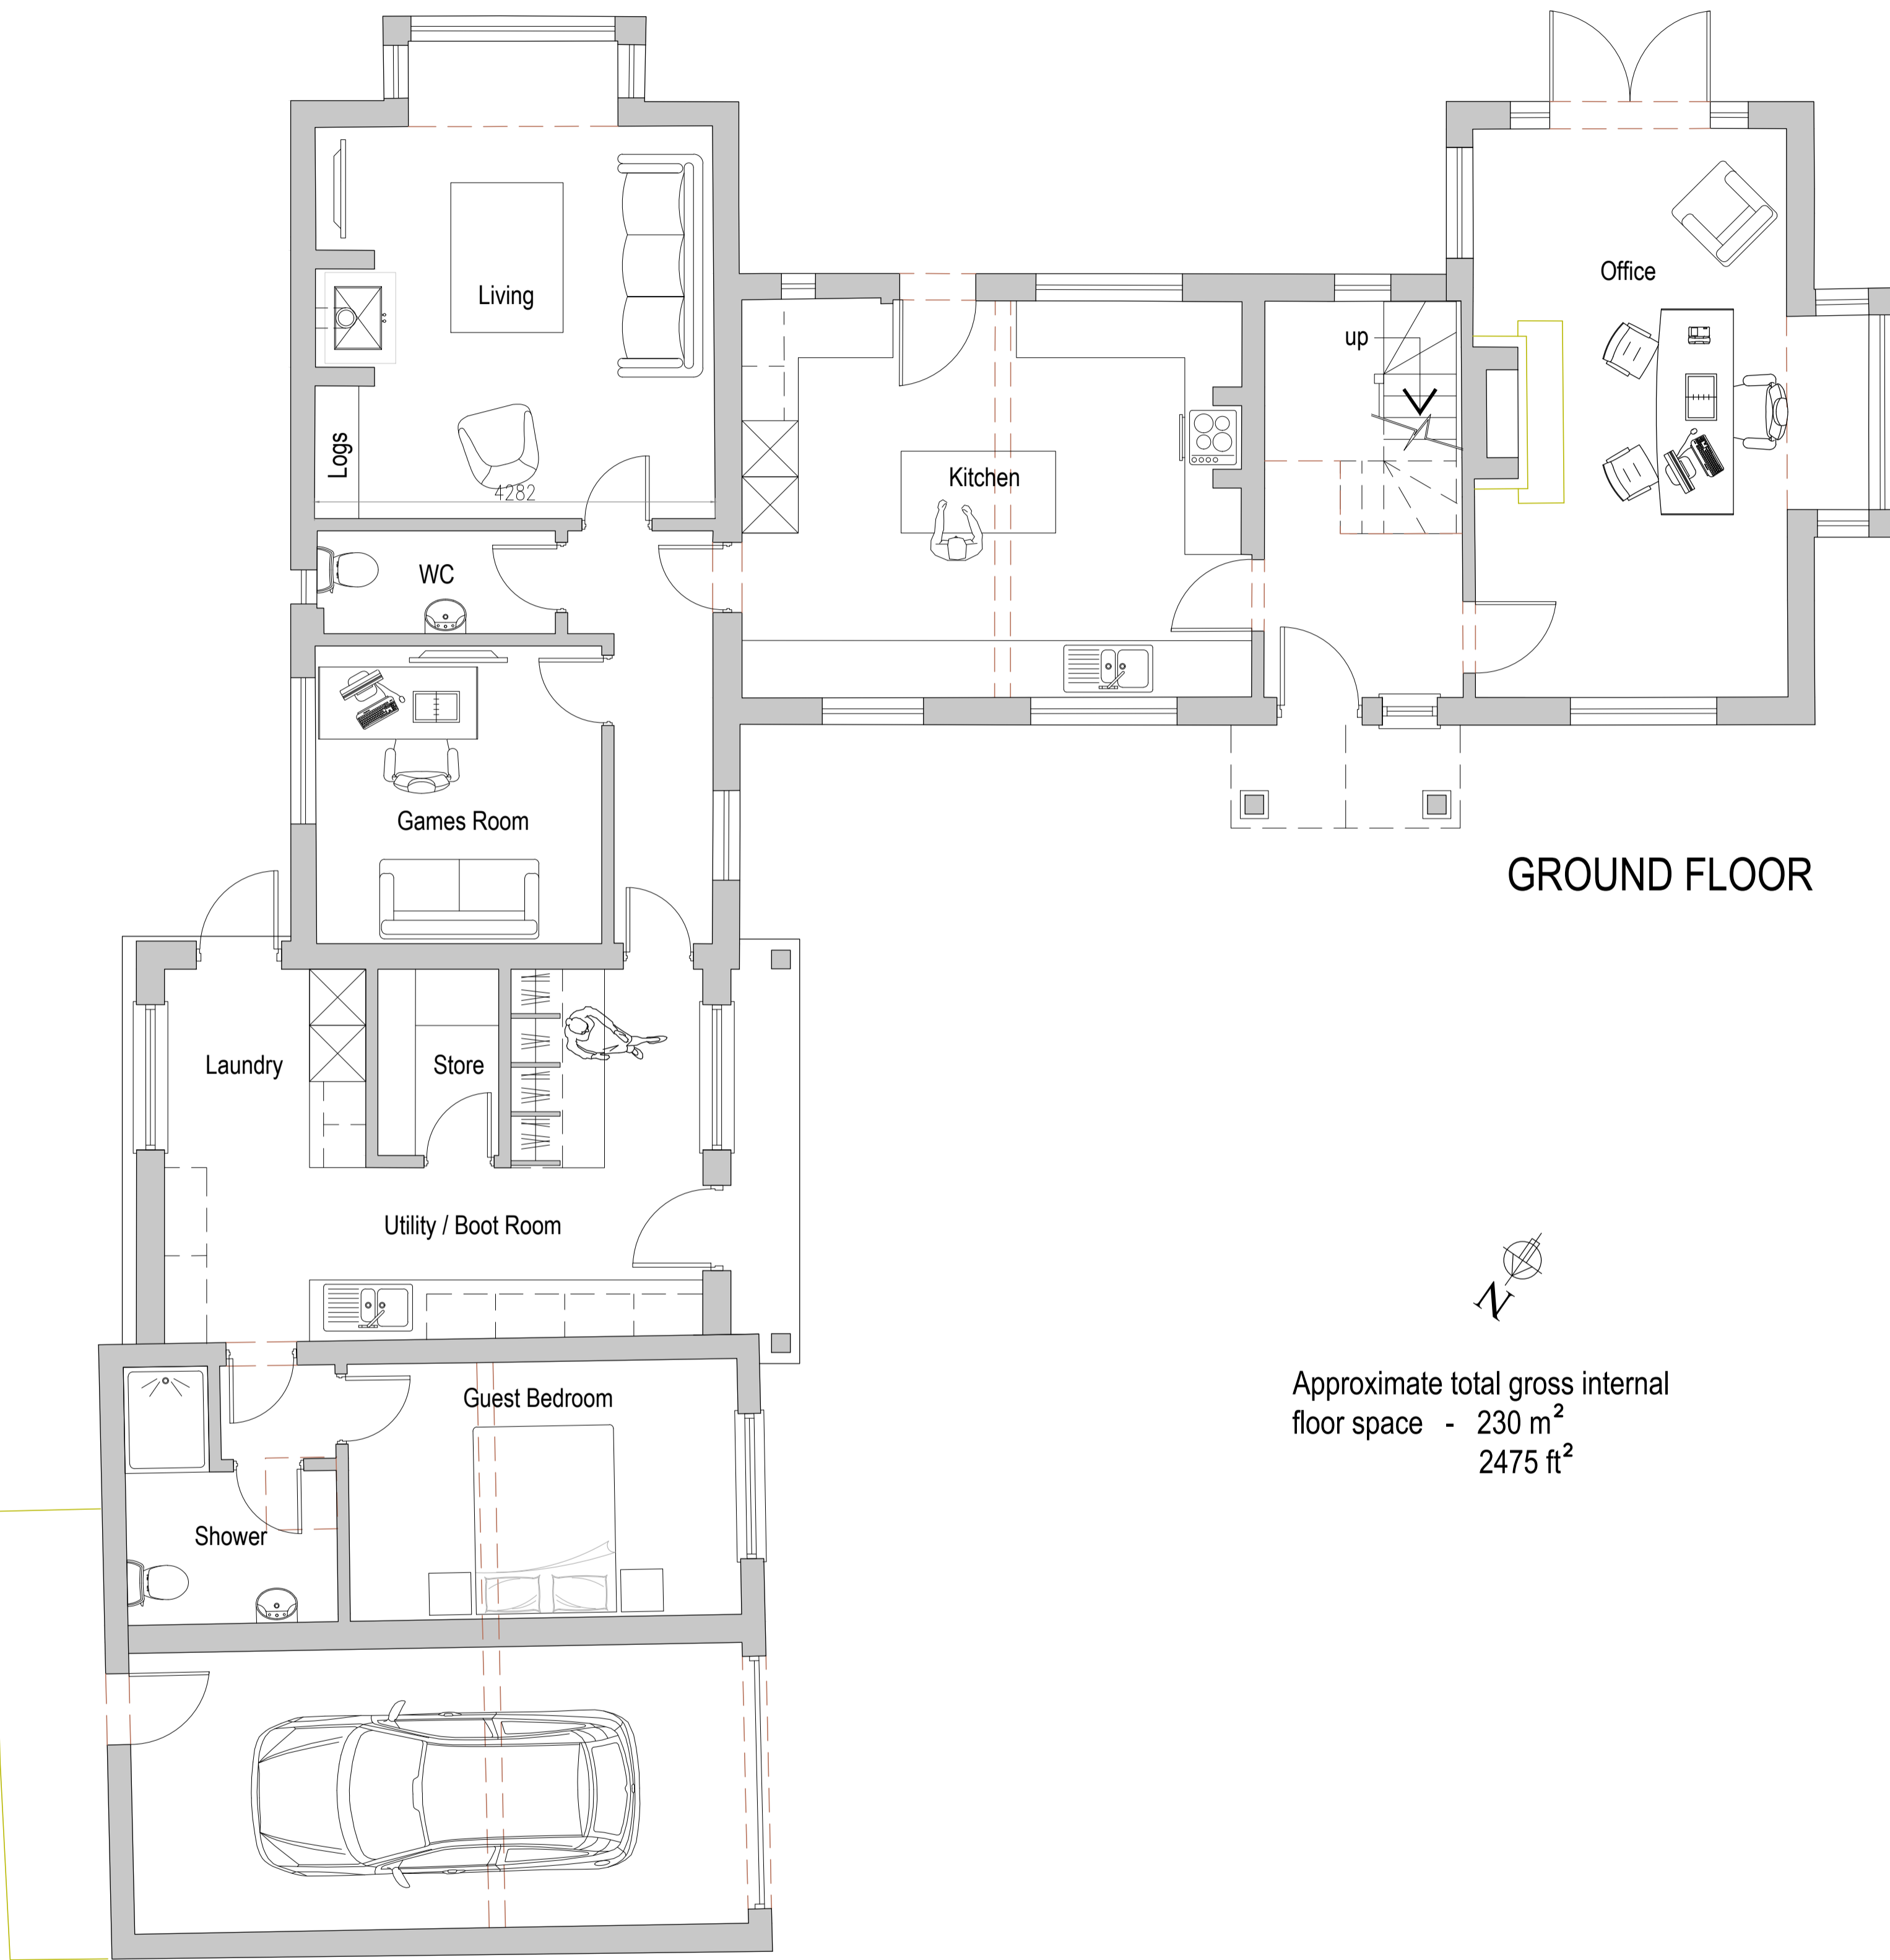 Living
Office
up
Logs
Kitchen
4282
WC
Games Room
GROUND FLOOR
Laundry
Store
Utility / Boot Room
N
Guest Bedroom
Approximate total gross internal
floor space - 230 m²
2475 ft²
Shower